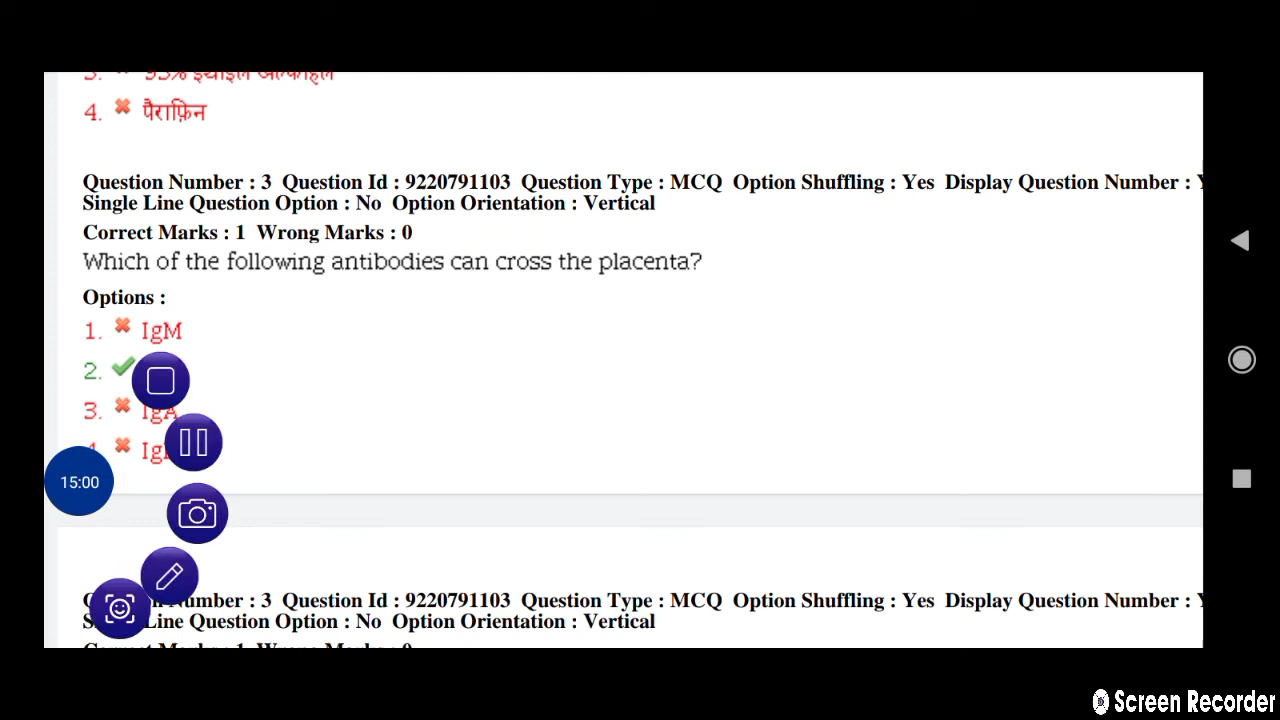 4. पैराफ़िन
Question Number : 3 Question Id : 9220791103 Question Type : MCQ Option Shuffling : Yes Display Question Number :
Single Line Question Option : No Option Orientation : Vertical
Correct Marks : 1 Wrong Marks : 0
Which of the following antibodies can cross the placenta?
Options :
1. IgM
2.
3. IgA
15:00
Number : 3 Question Id : 9220791103 Question Type : MCQ Option Shuffling : Yes Display Question Number :
Line Question Option : No Option Orientation : Vertical
Screen Recorder